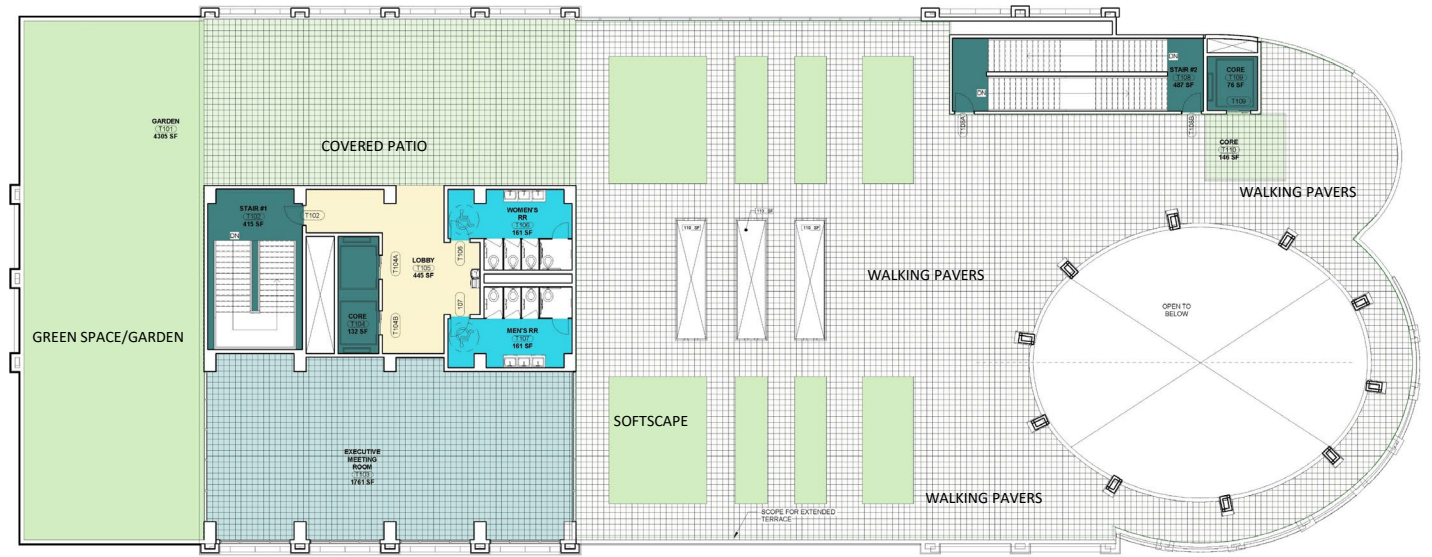 GARDEN
T101
4305 SF
COVERED PATIO
GREEN SPACE/GARDEN
STAIR #1
T102
415 SF
DN
T102
CORE
T104
132 SF
T104A
T104B
LOBBY
T105
445 SF
WOMEN'S
RR
T106
161 SF
T106
107
MEN'S RR
T107
161 SF
EXECUTIVE
MEETING
ROOM
T103
1761 SF
SOFTSCAPE
WALKING PAVERS
WALKING PAVERS
SCOPE FOR EXTENDED
TERRACE
DN
DN
STAIR #2
T108
487 SF
T108A
T108B
CORE
T109
76 SF
T109
CORE
T110
146 SF
WALKING PAVERS
OPEN TO
BELOW